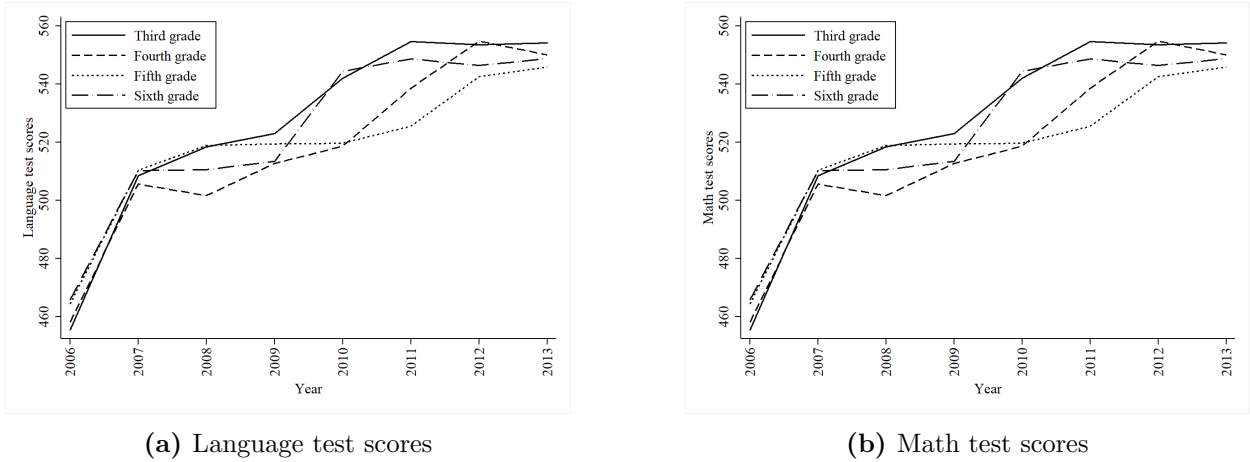 Third grade
Fourth grade
Fifth grade
Sixth grade
Language test scores
560
540
520
500
480
460
2006
2007
2008
2009
2010
2011
2012
2013
Year
(a) Language test scores
Third grade
Fourth grade
Fifth grade
Sixth grade
Math test scores
560
540
520
500
480
460
2006
2007
2008
2009
2010
2011
2012
2013
Year
(b) Math test scores